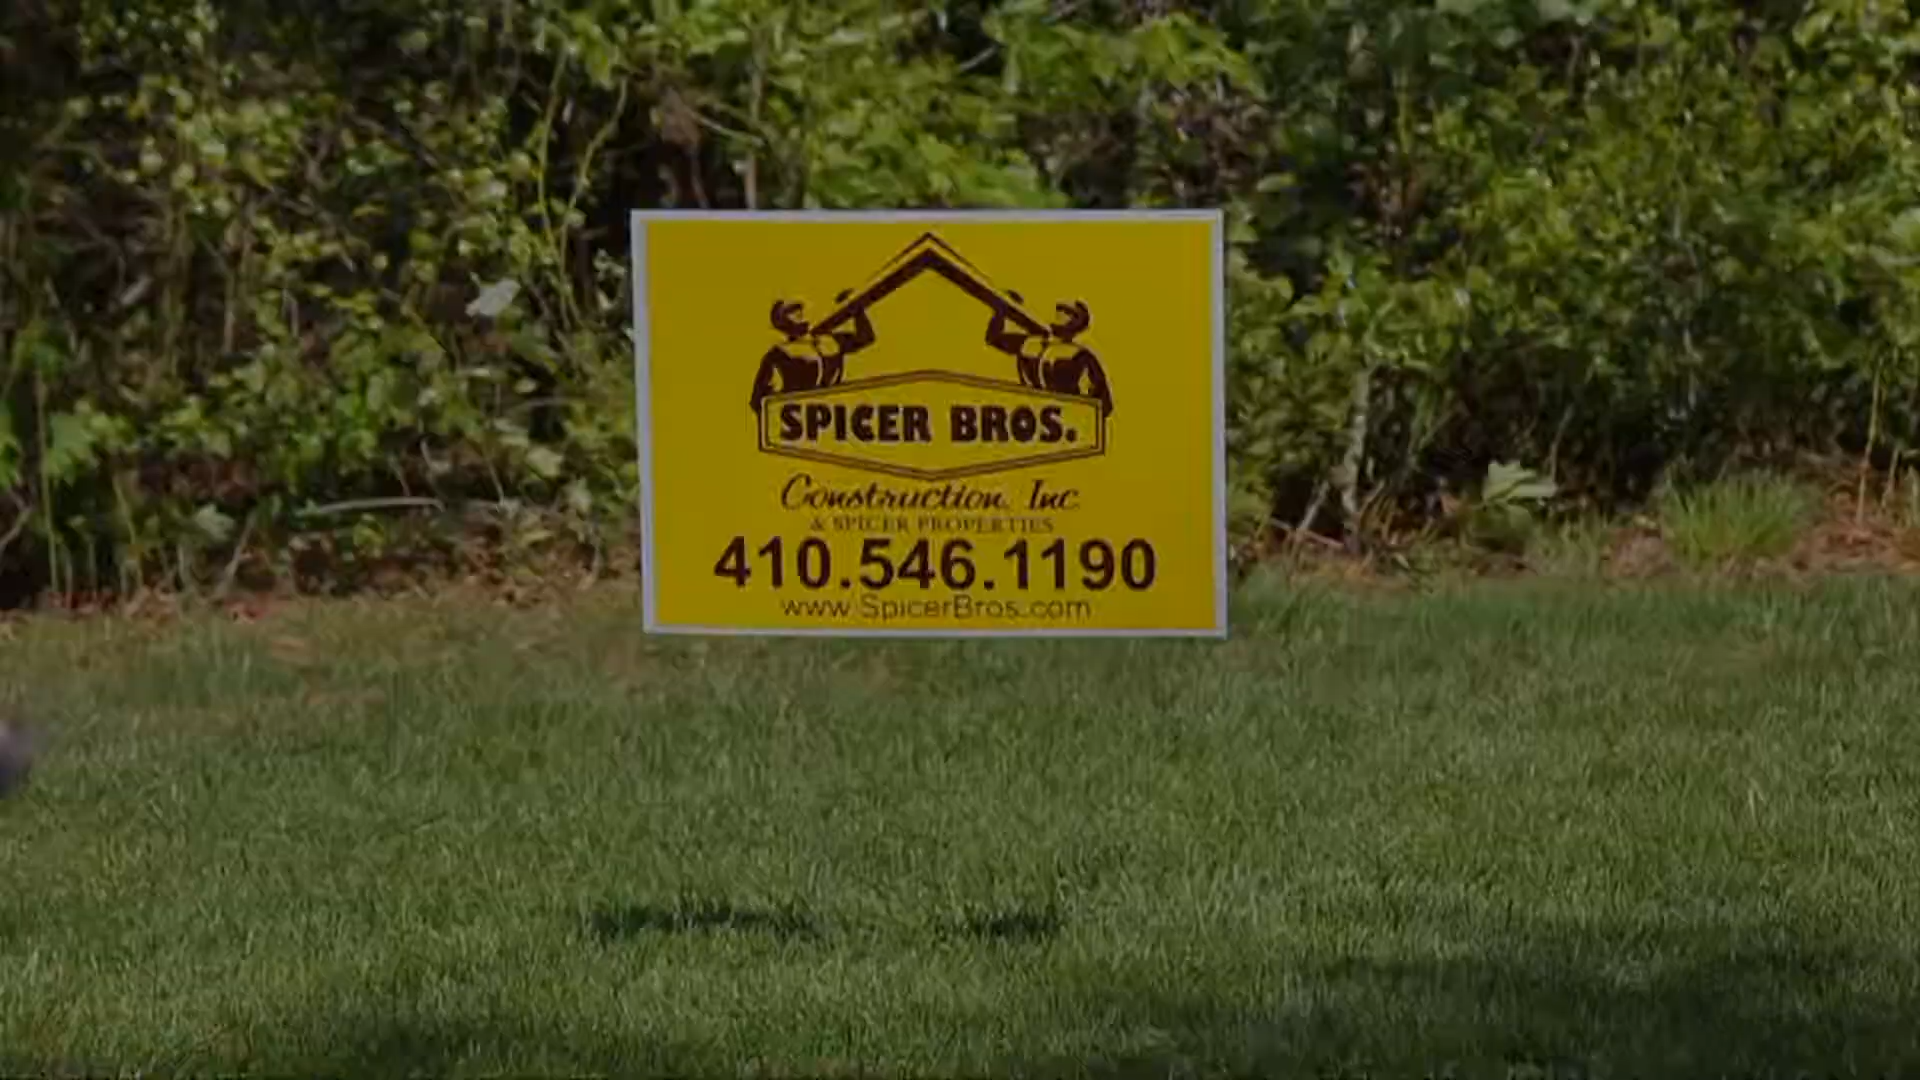 SPICER BROS.
Construction, Inc
& SPICER PROPERTIES
410.546.1190
www.SpicerBros.com